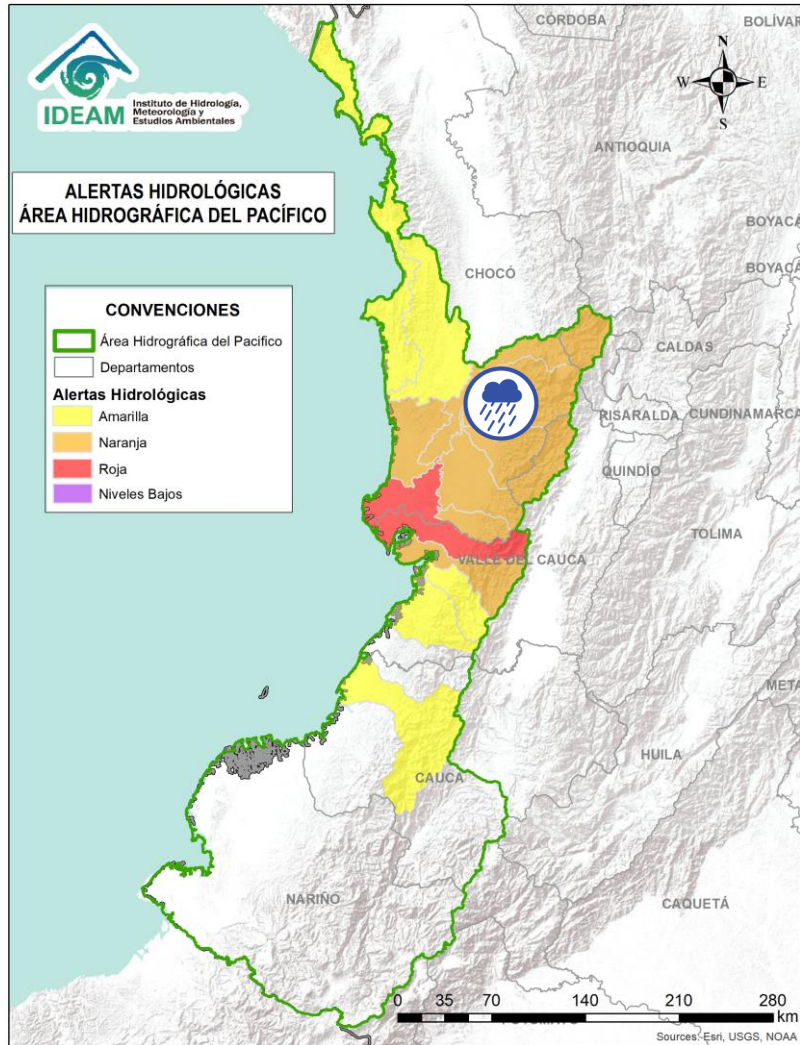 CÓRDOBA
BOLÍVAR
IDEAM
Instituto de Hidrología,
Meteorología y
Estudios Ambientales
N
W E
S
ANTIOQUIA
ALERTAS HIDROLÓGICAS
ÁREA HIDROGRÁFICA DEL PACÍFICO
BOYACÁ
BOYACÁ
CHOCÓ
CONVENCIONES
Área Hidrográfica del Pacifico
Departamentos
Alertas Hidrológicas
Amarilla
Naranja
Roja
Niveles Bajos
CALDAS
RISARALDA
CUNDINAMARCA
QUINDÍO
TOLIMA
VALLE DEL CAUCA
META
HUILA
CAUCA
NARIÑO
CAQUETÁ
0 35 70 140 210 280
km
Sources: Esri, USGS, NOAA